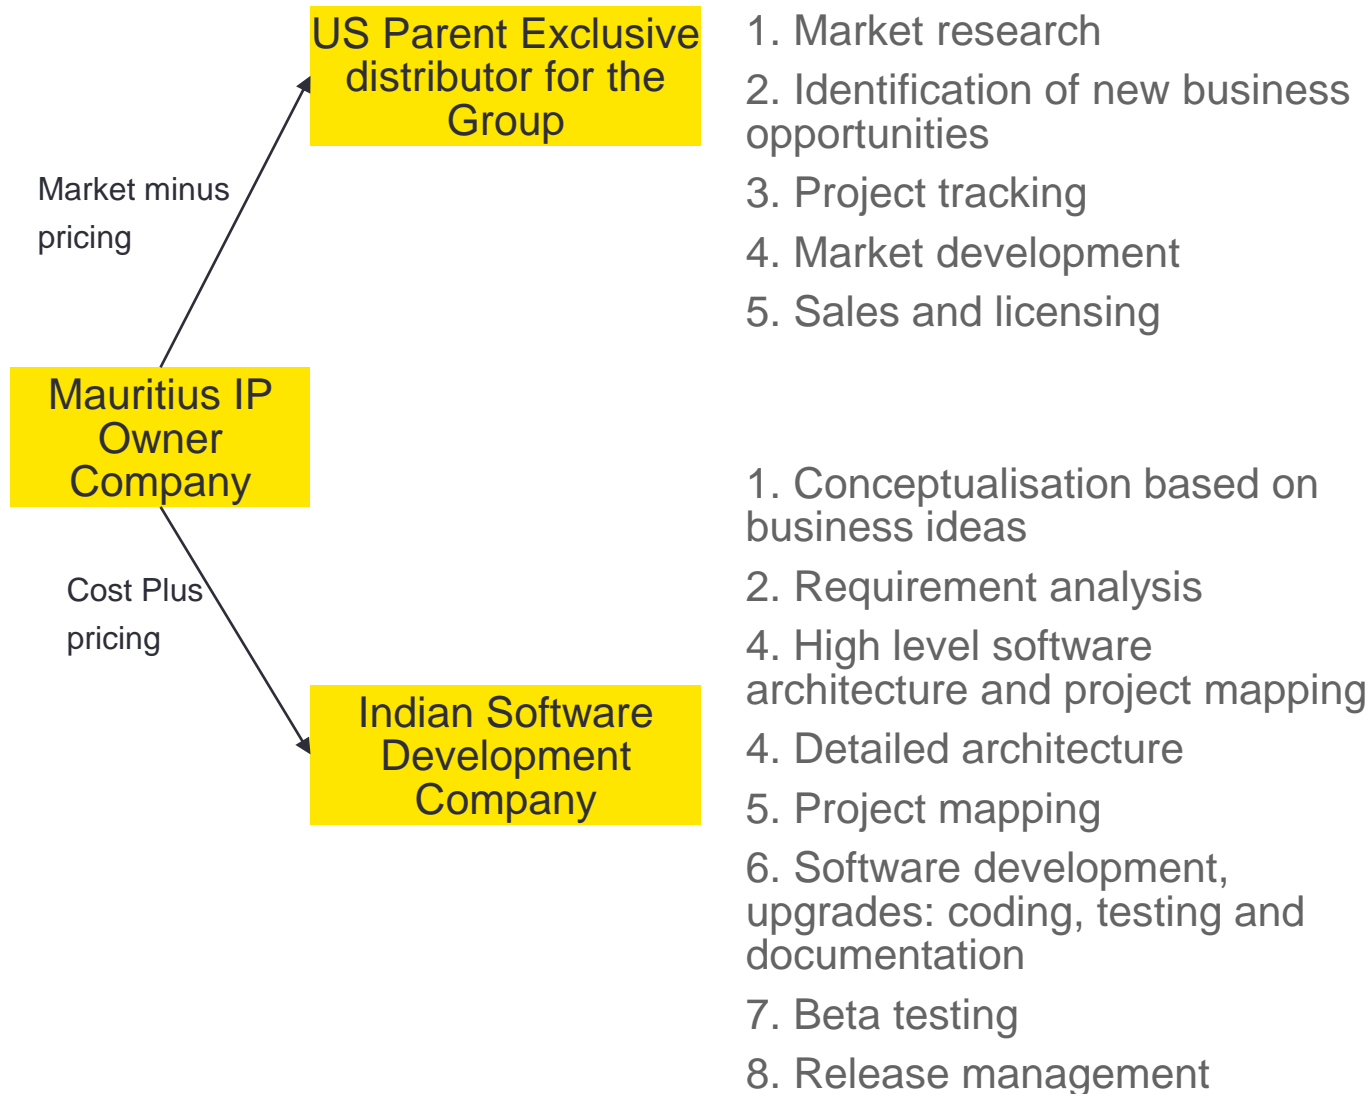 US Parent Exclusive
distributor for the
Group
1. Market research
2. Identification of new business
opportunities
3. Project tracking
4. Market development
5. Sales and licensing
Market minus
pricing
Mauritius IP
Owner
Company
Cost Plus
pricing
Indian Software
Development
Company
1. Conceptualisation based on
business ideas
2. Requirement analysis
4. High level software
architecture and project mapping
4. Detailed architecture
5. Project mapping
6. Software development,
upgrades: coding, testing and
documentation
7. Beta testing
8. Release management